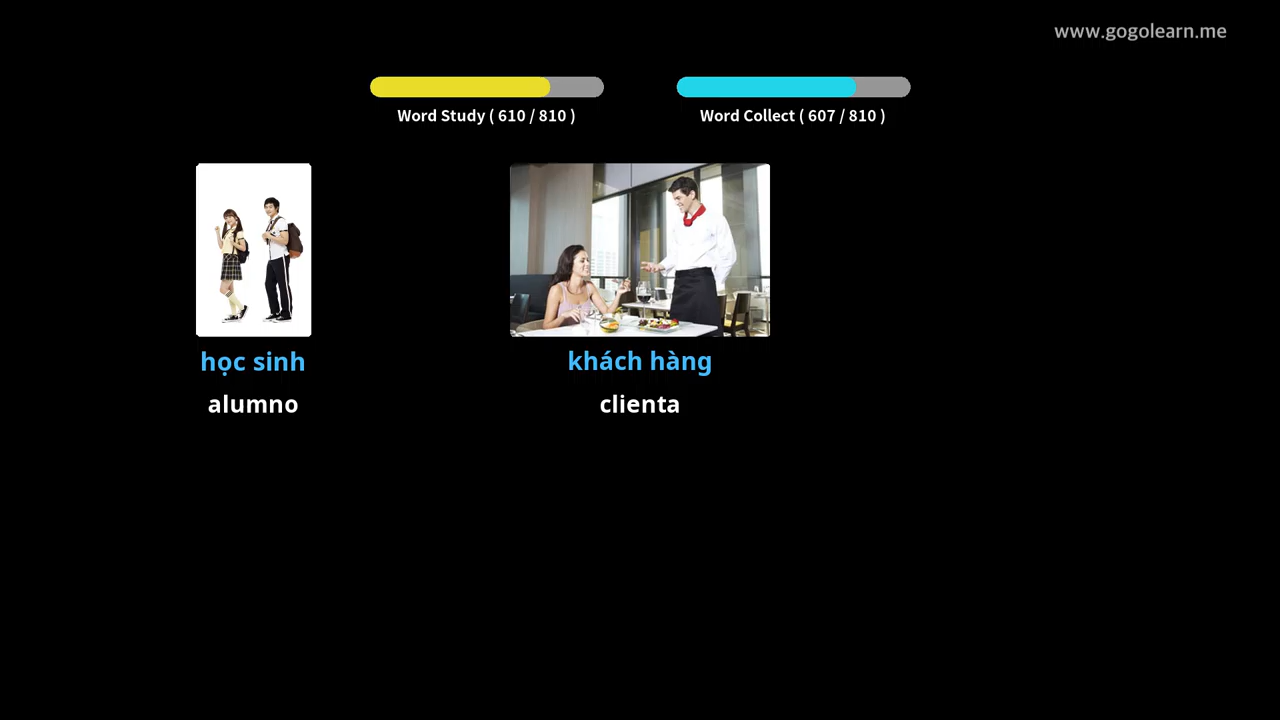 www.gogolearn.me
Word Study ( 610 / 810 )
Word Collect ( 607 / 810 )
học sinh
alumno
khách hàng
clienta